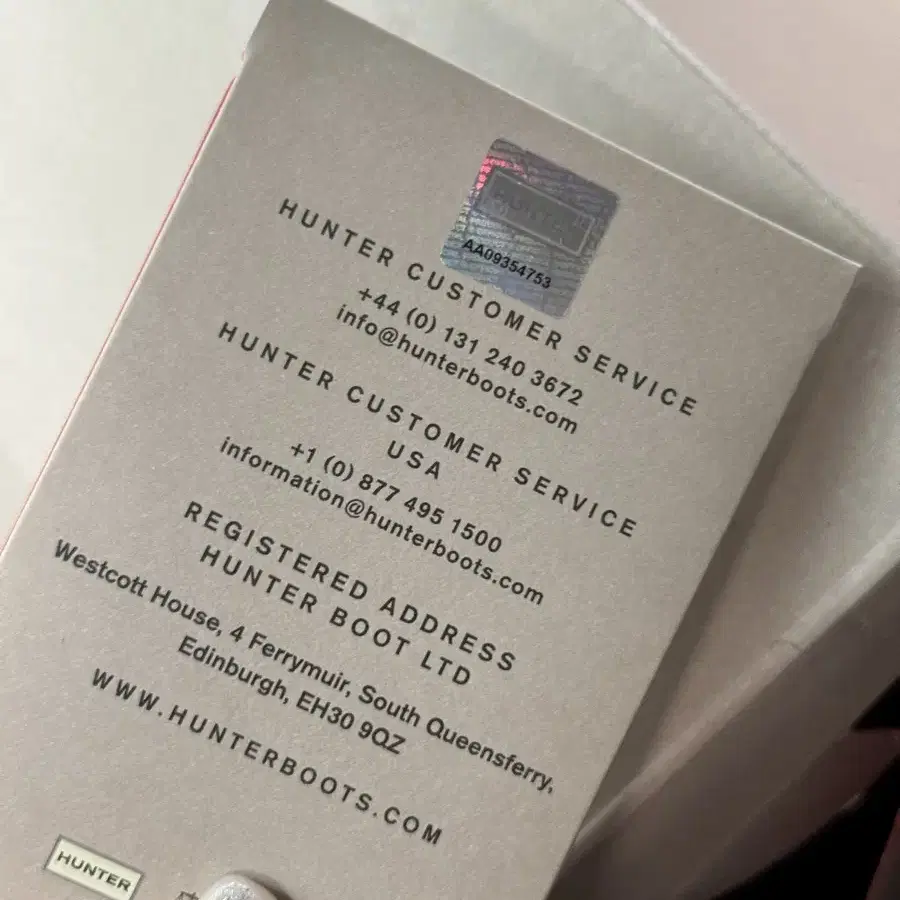 HUNTER
AA09354753
HUNTER CUSTOMER SERVICE
+44 (0) 131 240 3672
info@hunterboots.com
HUNTER CUSTOMER SERVICE
USA
+1 (0) 877 495 1500
information@hunterboots.com
REGISTERED ADDRESS
HUNTER BOOT LTD
Westcott House, 4 Ferrymuir, South Queensferry,
Edinburgh, EH30 9QZ
WWW.HUNTERBOOTS.COM
HUNTER